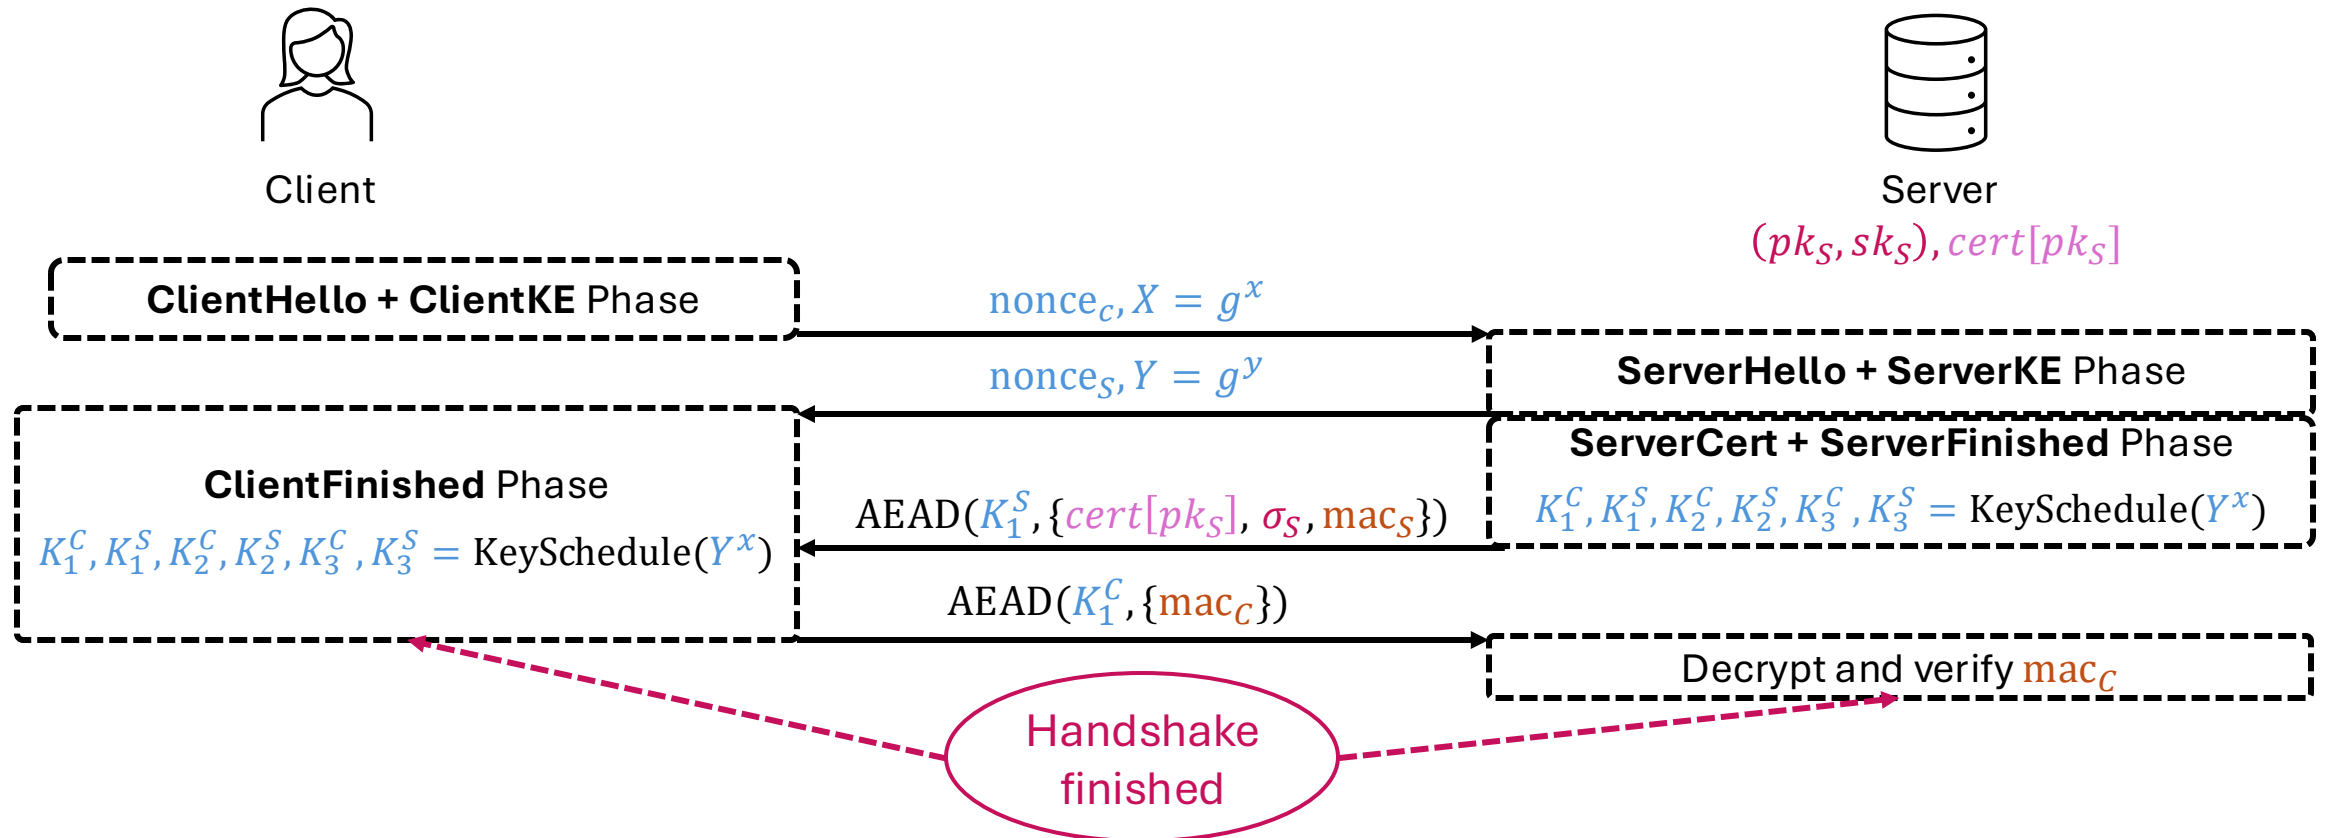 Client
Server
(pk_S, sk_S), cert[pk_S]
ClientHello + ClientKE Phase
nonce_c, X = g^x
ServerHello + ServerKE Phase
nonce_S, Y = g^y
ServerCert + ServerFinished Phase
K_1^C, K_1^S, K_2^C, K_2^S, K_3^C, K_3^S = KeySchedule(Y^x)
ClientFinished Phase
K_1^C, K_1^S, K_2^C, K_2^S, K_3^C, K_3^S = KeySchedule(Y^x)
AEAD(K_1^S, {cert[pk_S], σ_S, mac_S})
AEAD(K_1^C, {mac_C})
Decrypt and verify mac_C
Handshake
finished